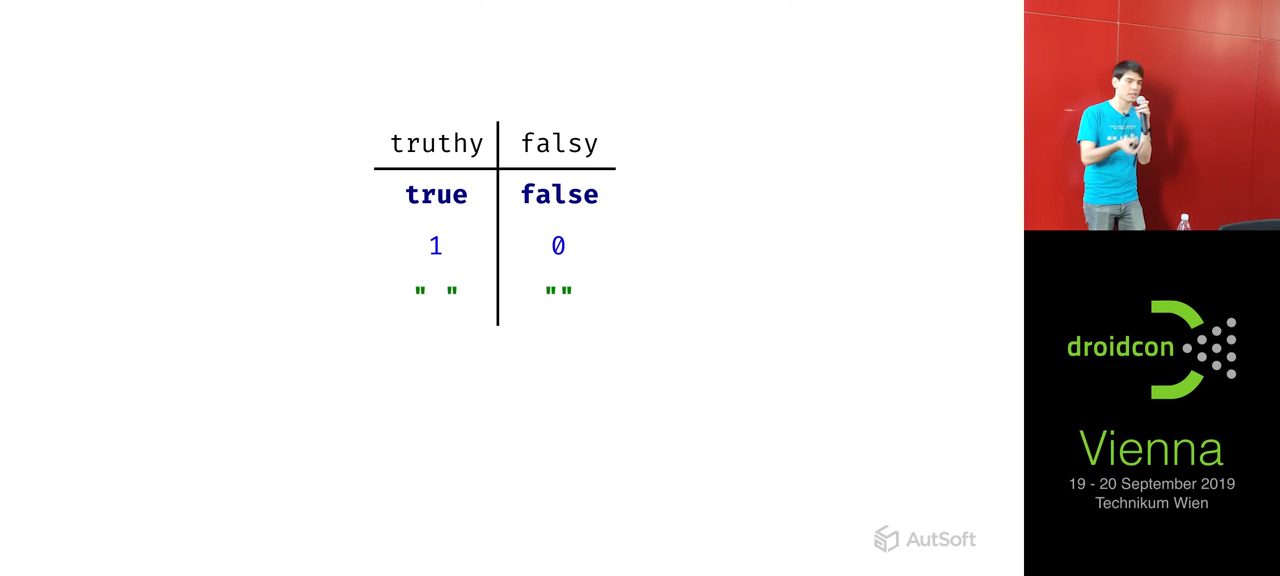 truthy falsy
true false
1 0
" " ""
AutSoft
droidcon
Vienna
19 - 20 September 2019
Technikum Wien